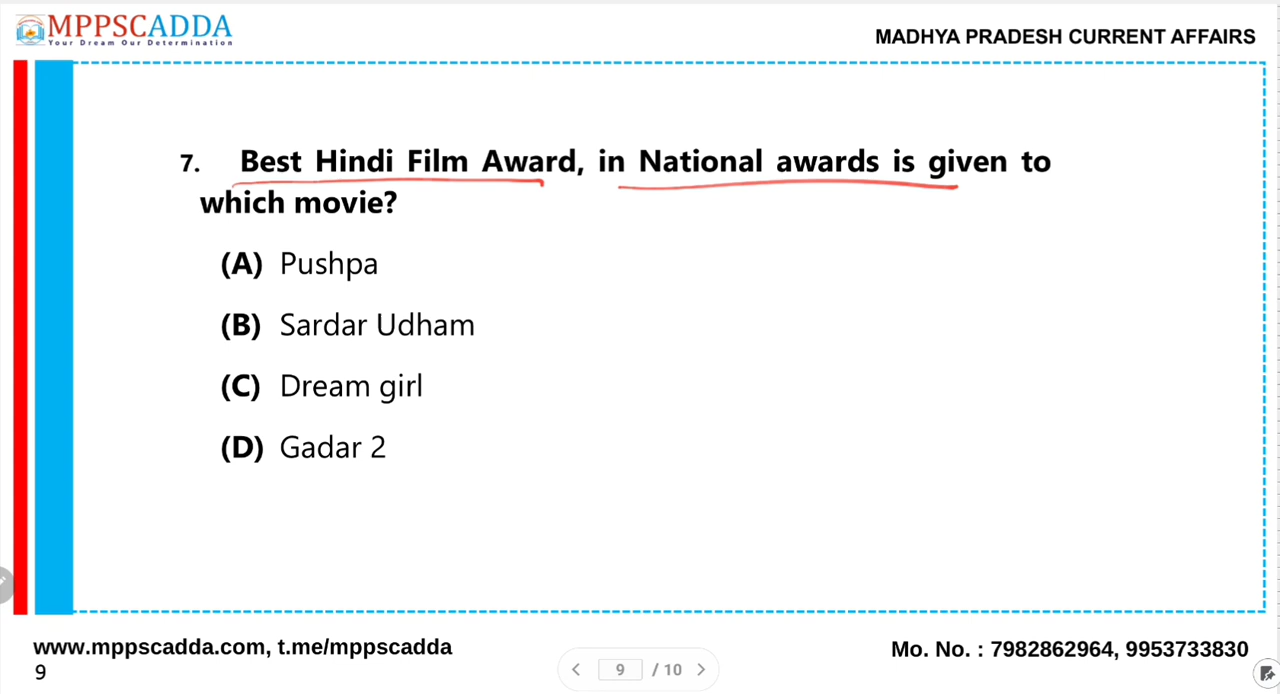 MPPSCADDA
Your Dream Our Determination
MADHYA PRADESH CURRENT AFFAIRS
7. Best Hindi Film Award, in National awards is given to
which movie?
(A) Pushpa
(B) Sardar Udham
(C) Dream girl
(D) Gadar 2
www.mppscadda.com, t.me/mppscadda
Mo. No. : 7982862964, 9953733830
9
9 / 10